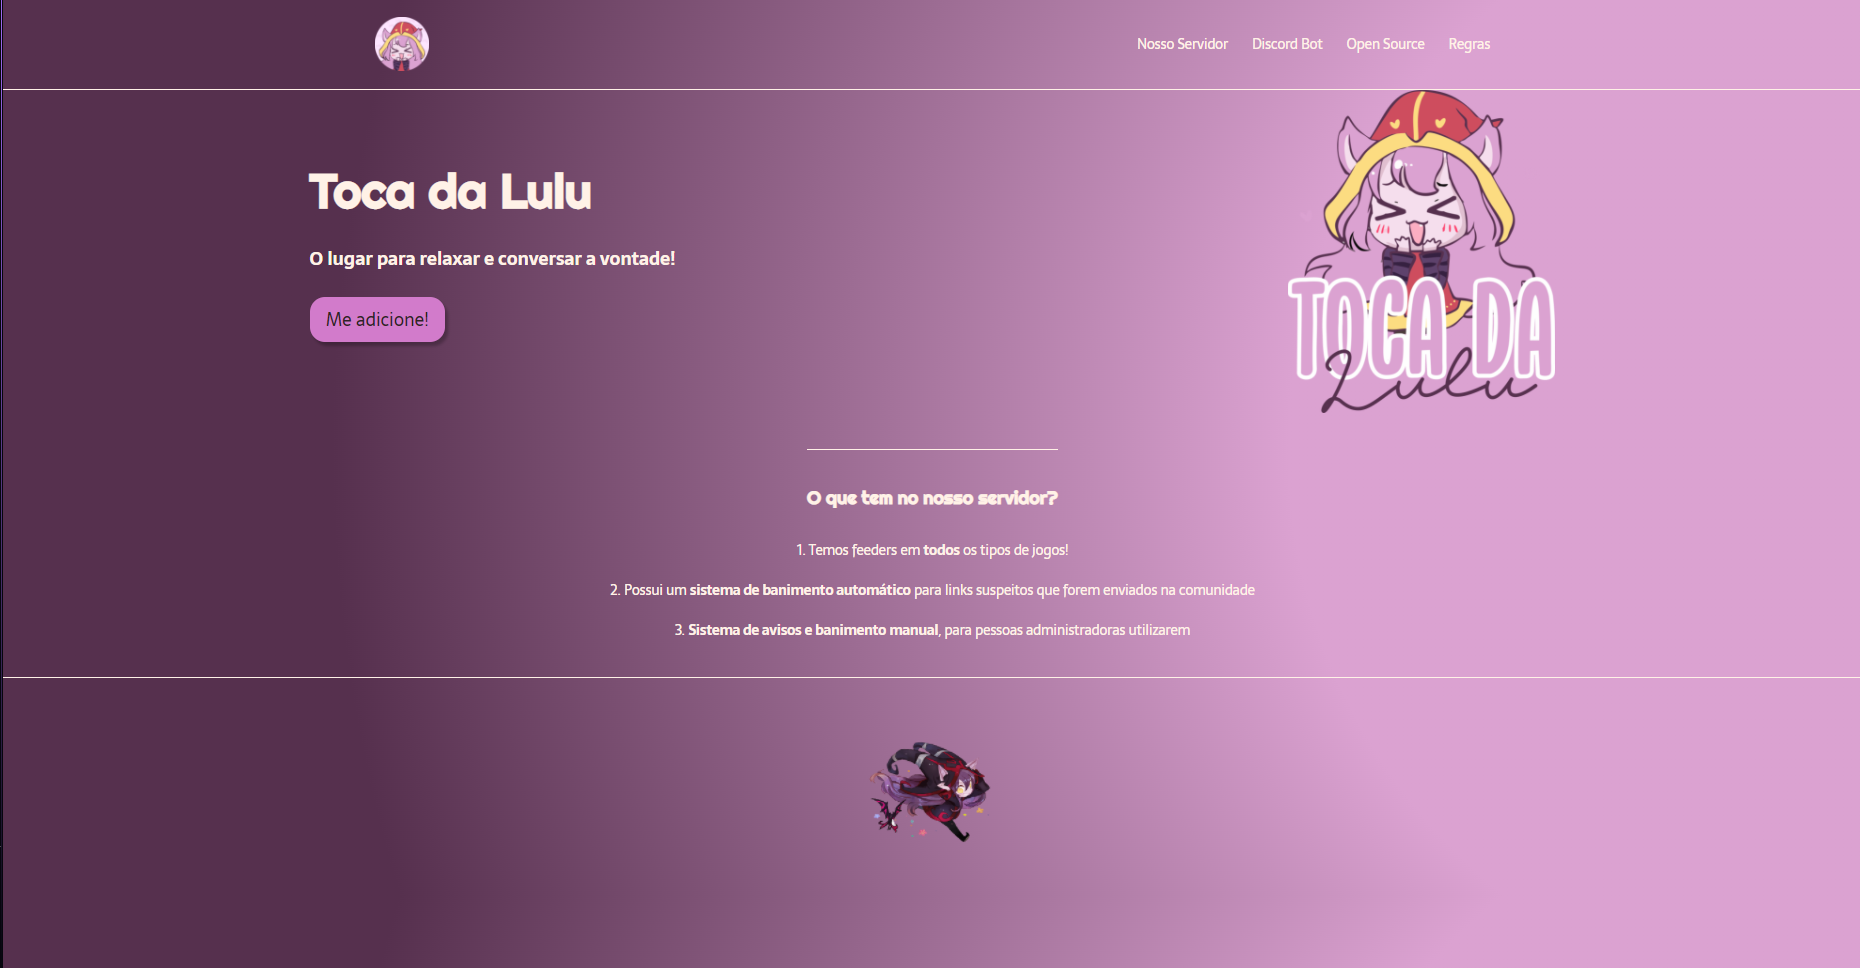 Nosso Servidor Discord Bot Open Source Regras
Toca da Lulu
O lugar para relaxar e conversar a vontade!
Me adicione!
TOCA DA
Lulu
O que tem no nosso servidor?
1. Temos feeders em todos os tipos de jogos!
2. Possui um sistema de banimento automático para links suspeitos que forem enviados na comunidade
3. Sistema de avisos e banimento manual, para pessoas administradoras utilizarem